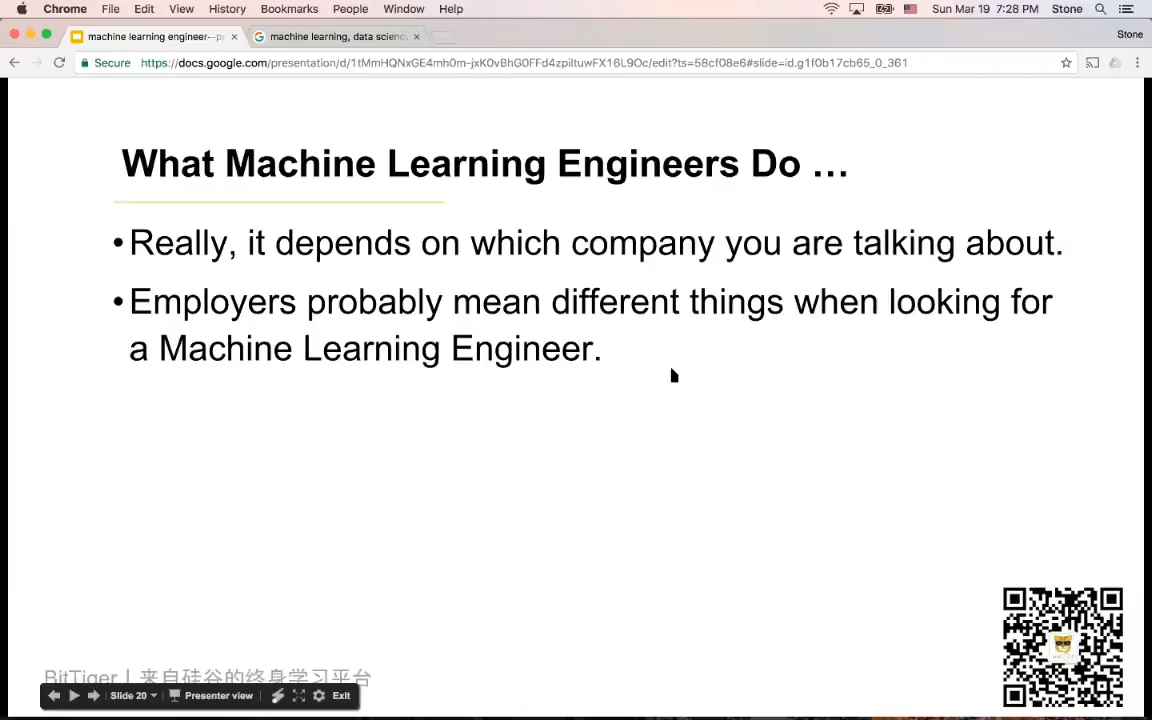 Chrome File Edit View History Bookmarks People Window Help Sun Mar 19 7:28 PM Stone
machine learning engineer--p machine learning, data scienc Stone
Secure https://docs.google.com/presentation/d/1tMmHQNxGE4mh0m-jxK0vBhG0FFd4zpiltuwFX16L9Oc/edit?ts=58cf08e6#slide=id.g1f0b17cb65_0_361
What Machine Learning Engineers Do …
•Really, it depends on which company you are talking about.
•Employers probably mean different things when looking for
a Machine Learning Engineer.
BitTiger | 来自硅谷的终身学习平台
Slide 20 Presenter view Exit